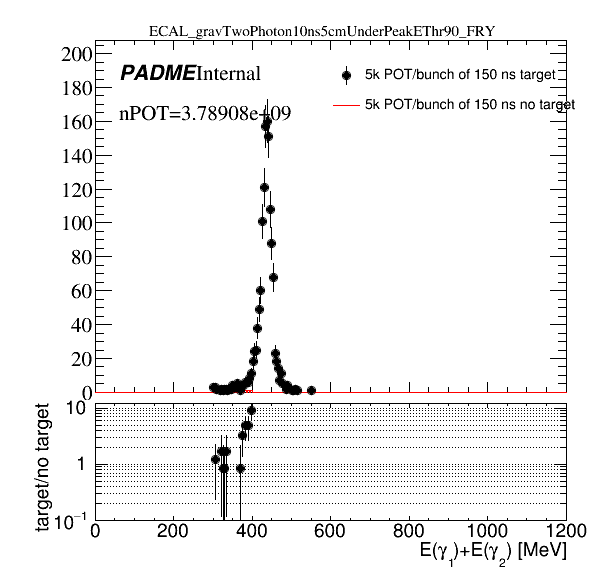 ECAL_gravTwoPhoton10ns5cmUnderPeakEThr90_FRY
PADME Internal
5k POT/bunch of 150 ns target
5k POT/bunch of 150 ns no target
nPOT=3.78908e+09
200
180
160
140
120
100
80
60
40
20
0
target/no target
10
1
10⁻¹
0 200 400 600 800 1000 1200
E(γ₁)+E(γ₂) [MeV]